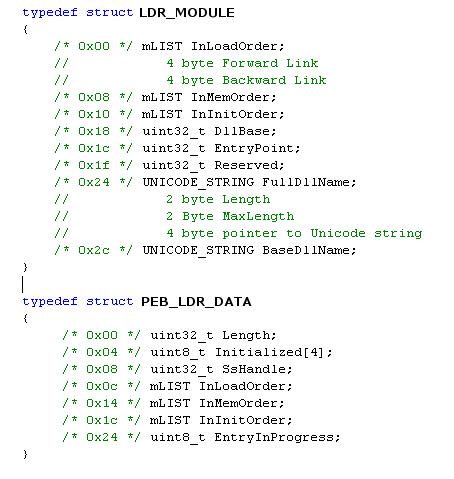 typedef struct LDR_MODULE
{
    /* 0x00 */ mLIST InLoadOrder;
    //             4 byte Forward Link
    //             4 byte Backward Link
    /* 0x08 */ mLIST InMemOrder;
    /* 0x10 */ mLIST InInitOrder;
    /* 0x18 */ uint32_t DllBase;
    /* 0x1c */ uint32_t EntryPoint;
    /* 0x1f */ uint32_t Reserved;
    /* 0x24 */ UNICODE_STRING FullDllName;
    //             2 byte Length
    //             2 Byte MaxLength
    //             4 byte pointer to Unicode string
    /* 0x2c */ UNICODE_STRING BaseDllName;
}
typedef struct PEB_LDR_DATA
{
     /* 0x00 */ uint32_t Length;
     /* 0x04 */ uint8_t Initialized[4];
     /* 0x08 */ uint32_t SsHandle;
     /* 0x0c */ mLIST InLoadOrder;
     /* 0x14 */ mLIST InMemOrder;
     /* 0x1c */ mLIST InInitOrder;
     /* 0x24 */ uint8_t EntryInProgress;
}